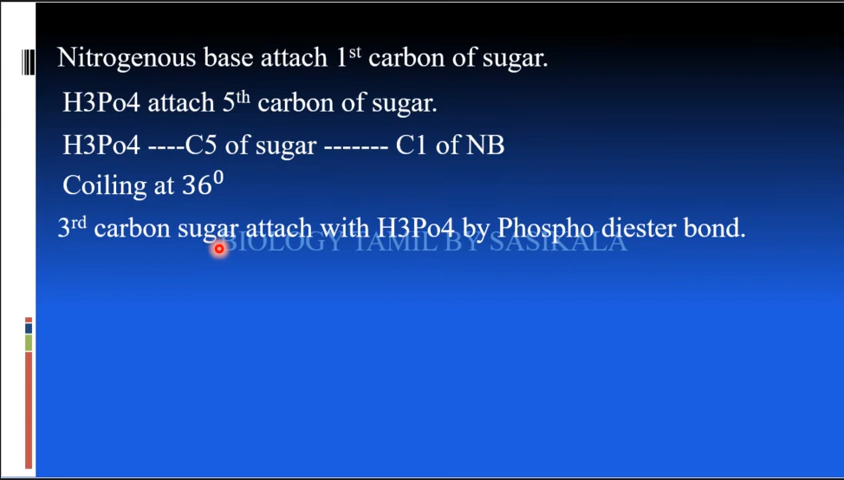 Nitrogenous base attach 1st carbon of sugar.
H3Po4 attach 5th carbon of sugar.
H3Po4 ----C5 of sugar ------- C1 of NB
Coiling at 36⁰
3rd carbon sugar attach with H3Po4 by Phospho diester bond.
BIOLOGY TAMIL BY SASIKALA